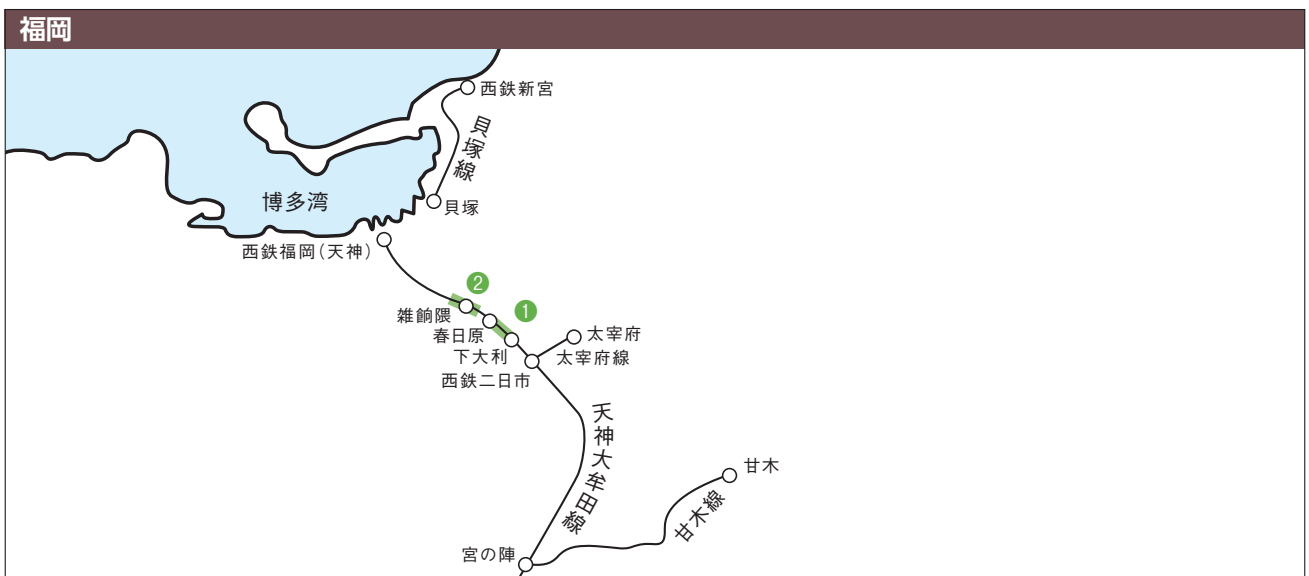 福岡
西鉄新宮
貝塚線
博多湾
貝塚
西鉄福岡(天神)
2
雑餉隈
1
春日原
太宰府
下大利
太宰府線
西鉄二日市
天神大牟田線
甘木
甘木線
宮の陣